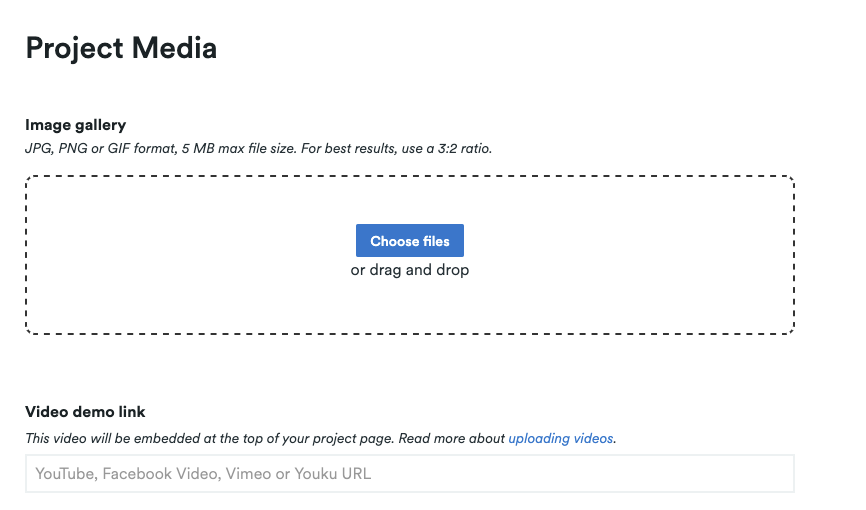 Project Media
Image gallery
JPG, PNG or GIF format, 5 MB max file size. For best results, use a 3:2 ratio.
Choose files
or drag and drop
Video demo link
This video will be embedded at the top of your project page. Read more about uploading videos.
YouTube, Facebook Video, Vimeo or Youku URL